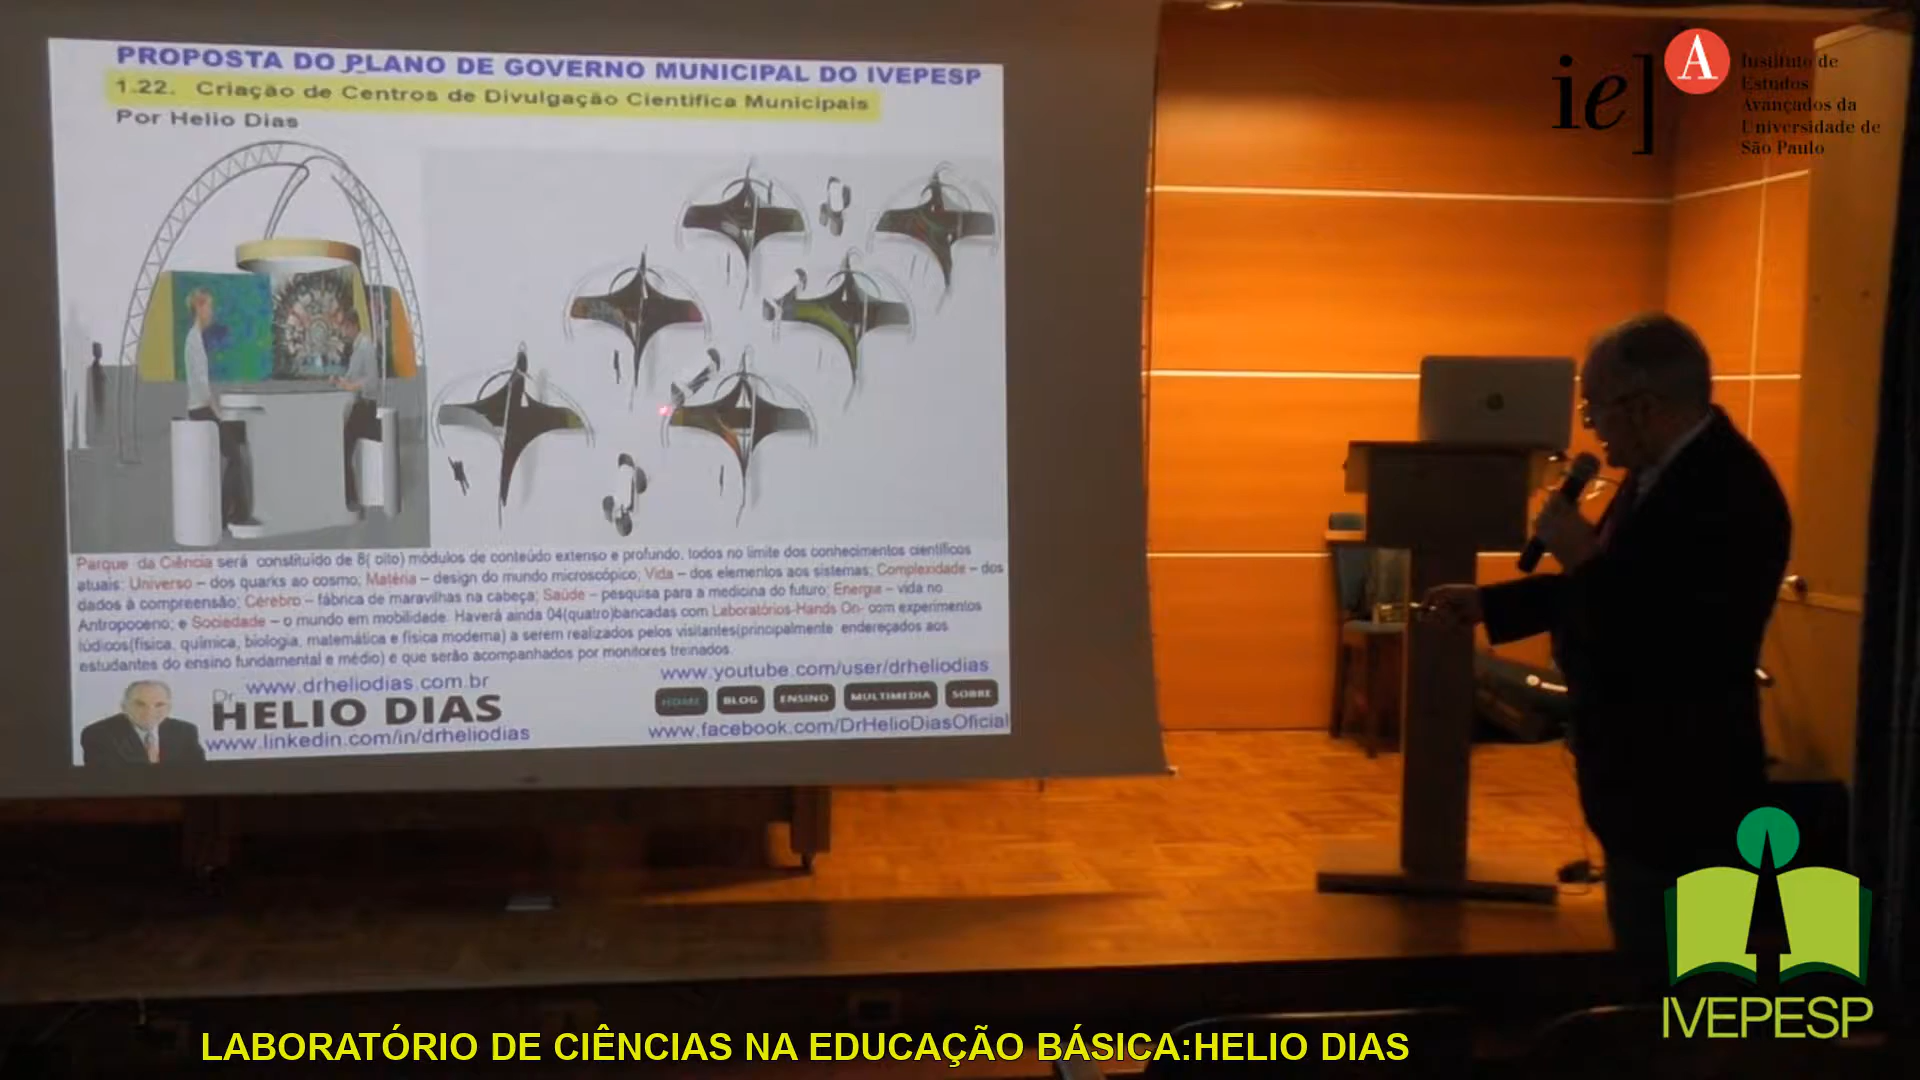 PROPOSTA DO PLANO DE GOVERNO MUNICIPAL DO IVEPESP
1.22. Criação de Centros de Divulgação Cientifica Municipais
Por Helio Dias
Parque da Ciência será constituído de 8( oito) módulos de conteúdo extenso e profundo, todos no limite dos conhecimentos científicos
atuais: Universo – dos quarks ao cosmo; Matéria – design do mundo microscópico; Vida – dos elementos aos sistemas; Complexidade – dos
dados à compreensão; Cérebro – fábrica de maravilhas na cabeça; Saúde – pesquisa para a medicina do futuro; Energia – vida no
Antropoceno; e Sociedade – o mundo em mobilidade. Haverá ainda 04(quatro)bancadas com Laboratórios-Hands On- com experimentos
lúdicos(física, química, biologia, matemática e física moderna) a serem realizados pelos visitantes(principalmente endereçados aos
estudantes do ensino fundamental e médio) e que serão acompanhados por monitores treinados.
www.drheliodias.com.br
Dr.
HELIO DIAS
www.linkedin.com/in/drheliodias
www.youtube.com/user/drheliodias
HOME BLOG ENSINO MULTIMEDIA SOBRE
www.facebook.com/DrHelioDiasOficial
ie] A
Instituto de
Estudos
Avançados da
Universidade de
São Paulo
IVEPESP
LABORATÓRIO DE CIÊNCIAS NA EDUCAÇÃO BÁSICA:HELIO DIAS